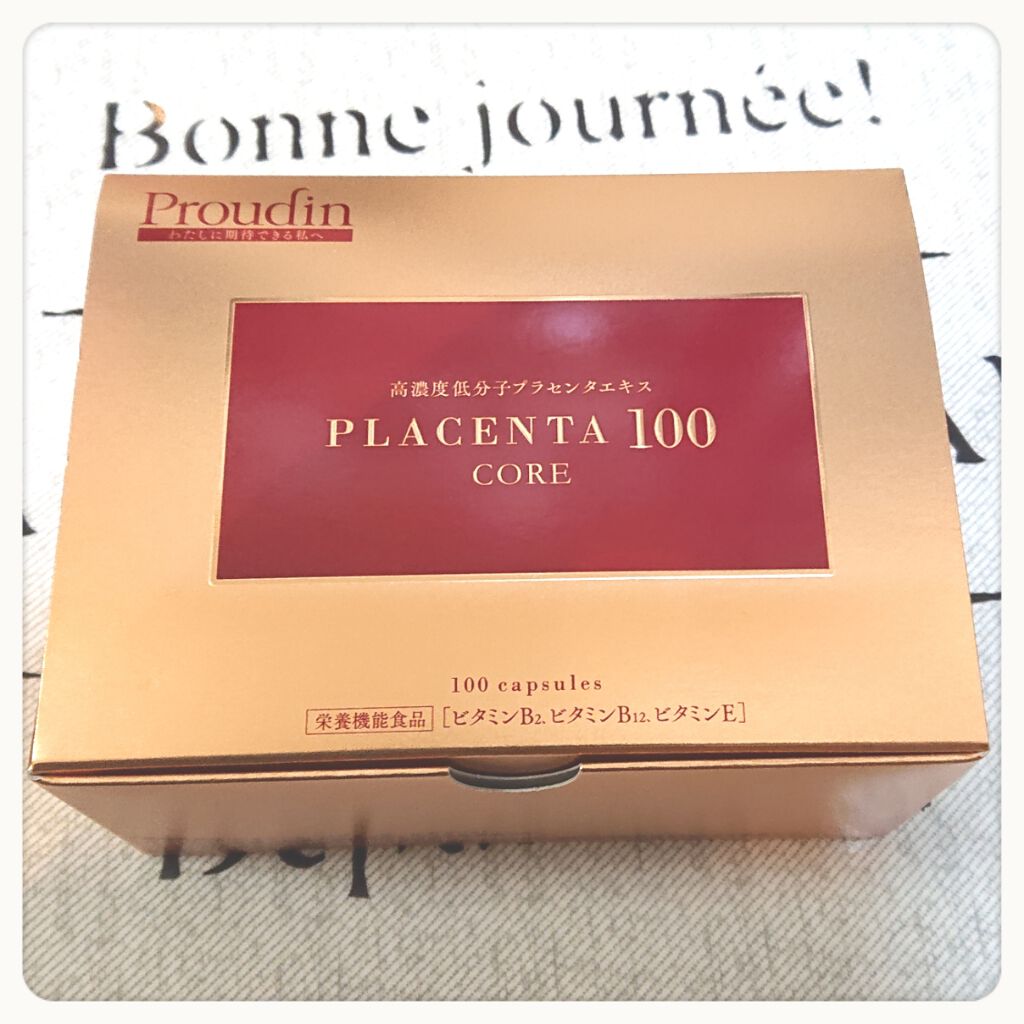 Bonne journée!
Proudin
わたしに期待できる私へ
高濃度低分子プラセンタエキス
PLACENTA 100
CORE
100 capsules
栄養機能食品 [ビタミンB2、ビタミンB12、ビタミンE]